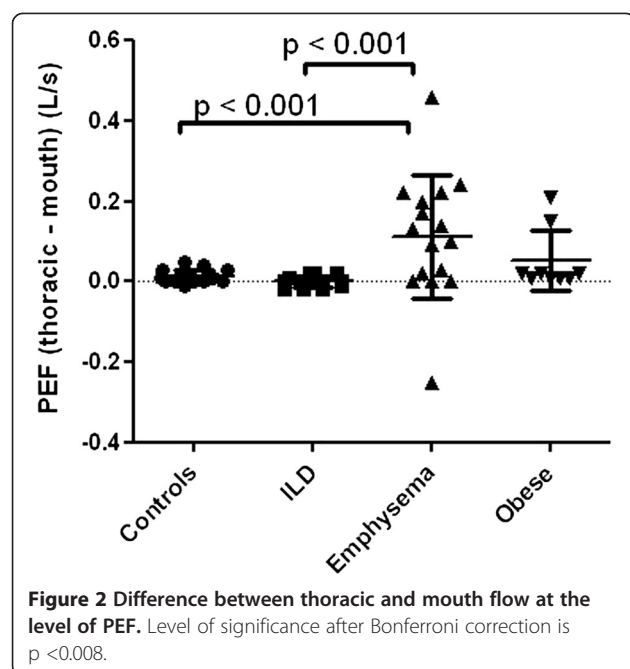 0.6
p < 0.001
0.4
p < 0.001
0.2
0.0
-0.2
-0.4
PEF (thoracic - mouth) (L/s)
Controls
ILD
Emphysema
Obese
Figure 2 Difference between thoracic and mouth flow at the
level of PEF. Level of significance after Bonferroni correction is
p <0.008.